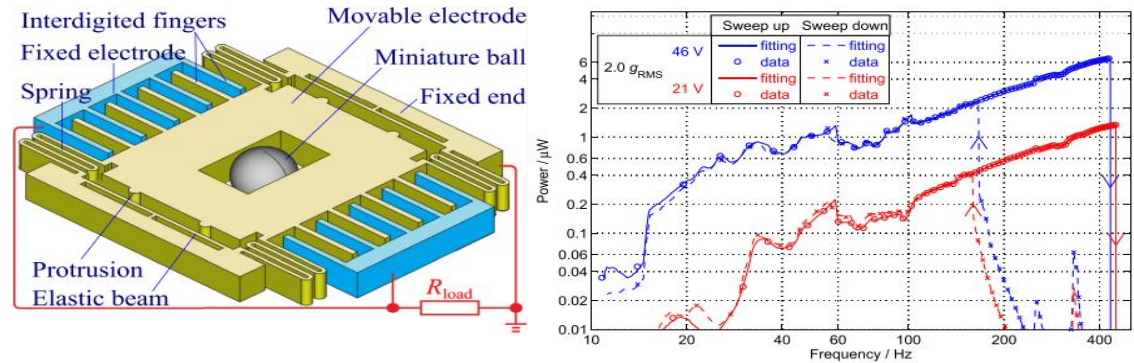 Interdigited fingers
Fixed electrode
Spring
Movable electrode
Miniature ball
Fixed end
Protrusion
Elastic beam
Rload
Sweep up Sweep down
2.0 gRMS
46 V fitting fitting
data data
21 V fitting fitting
data data
Power / μW
6
4
2
1
0.6
0.4
0.2
0.1
0.06
0.04
0.02
0.01
10 20 40 60 100 200 400
Frequency / Hz